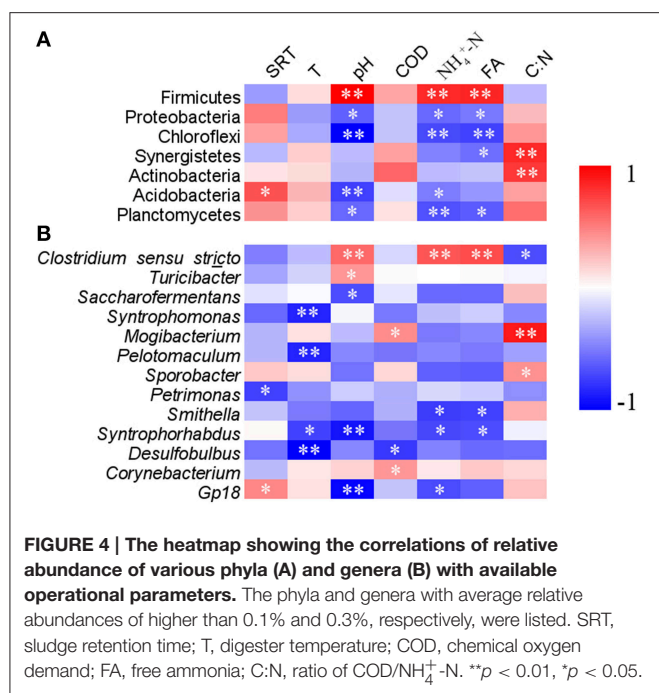 A
SRT T pH COD NH₄⁺-N FA C:N
Firmicutes ** ** **
Proteobacteria * * *
Chloroflexi ** ** **
Synergistetes * **
Actinobacteria **
Acidobacteria * ** *
Planctomycetes * ** *
1
B
Clostridium sensu stricto ** ** ** *
Turicibacter *
Saccharofermentans *
Syntrophomonas **
Mogibacterium * **
Pelotomaculum **
Sporobacter *
Petrimonas *
Smithella * *
Syntrophorhabdus * ** * *
Desulfobulbus ** *
Corynebacterium *
Gp18 * ** *
-1
FIGURE 4 | The heatmap showing the correlations of relative
abundance of various phyla (A) and genera (B) with available
operational parameters. The phyla and genera with average relative
abundances of higher than 0.1% and 0.3%, respectively, were listed. SRT,
sludge retention time; T, digester temperature; COD, chemical oxygen
demand; FA, free ammonia; C:N, ratio of COD/NH₄⁺-N. **p < 0.01, *p < 0.05.